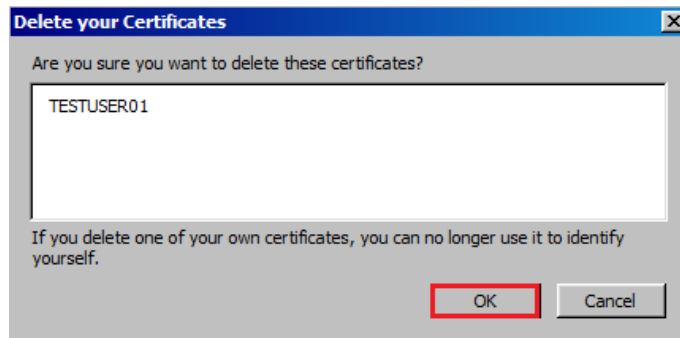 Delete your Certificates
Are you sure you want to delete these certificates?
TESTUSER01
If you delete one of your own certificates, you can no longer use it to identify
yourself.
OK
Cancel